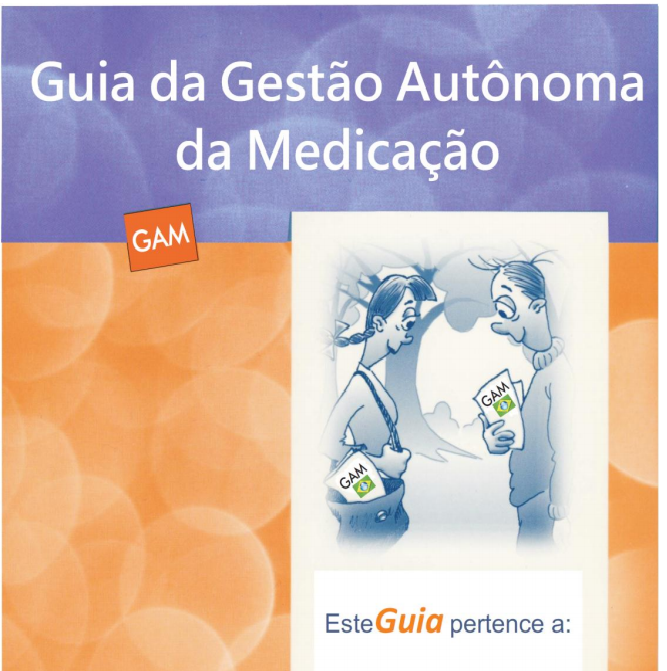 Guia da Gestão Autônoma
da Medicação
GAM
GAM
GAM
Este Guia pertence a: